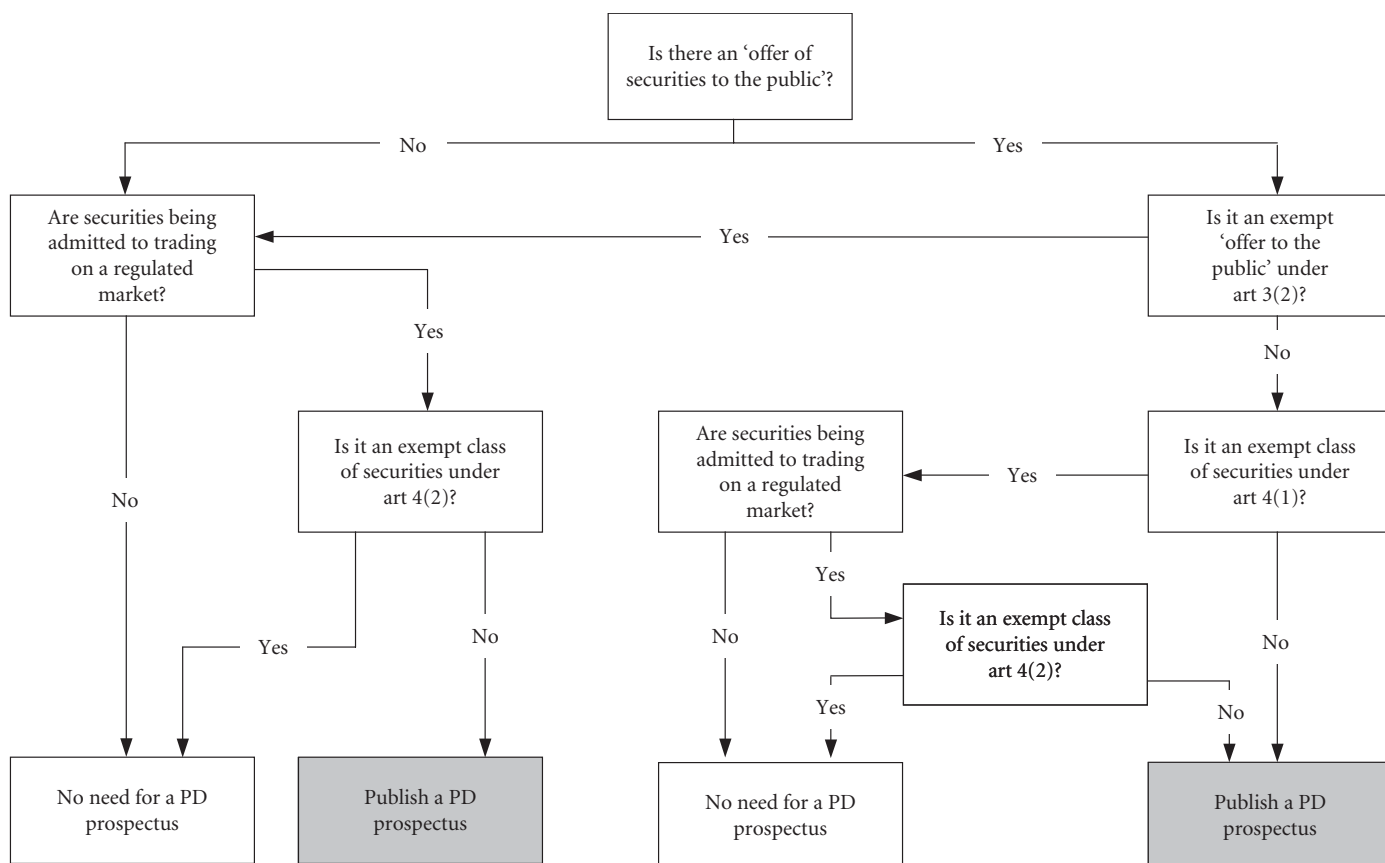 Is there an ‘offer of
securities to the public’?
No
Yes
Are securities being
admitted to trading
on a regulated
market?
Yes
Is it an exempt
‘offer to the
public’ under
art 3(2)?
Yes
No
Is it an exempt class
of securities under
art 4(2)?
Are securities being
admitted to trading
on a regulated
market?
Yes
Is it an exempt class
of securities under
art 4(1)?
No
Yes
No
Yes
No
Is it an exempt class
of securities under
art 4(2)?
No
Yes
No
No need for a PD
prospectus
Publish a PD
prospectus
No need for a PD
prospectus
Publish a PD
prospectus